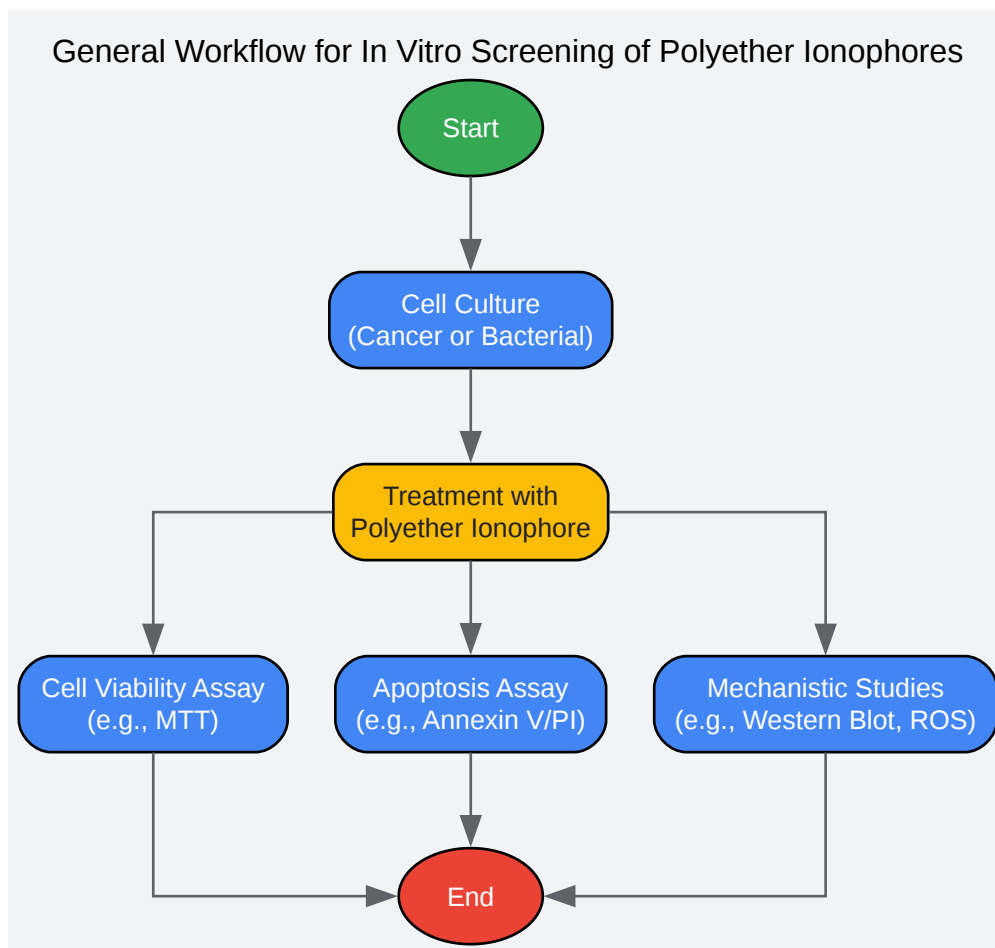 General Workflow for In Vitro Screening of Polyether Ionophores
Start
Cell Culture
(Cancer or Bacterial)
Treatment with
Polyether Ionophore
Cell Viability Assay
(e.g., MTT)
Apoptosis Assay
(e.g., Annexin V/PI)
Mechanistic Studies
(e.g., Western Blot, ROS)
End